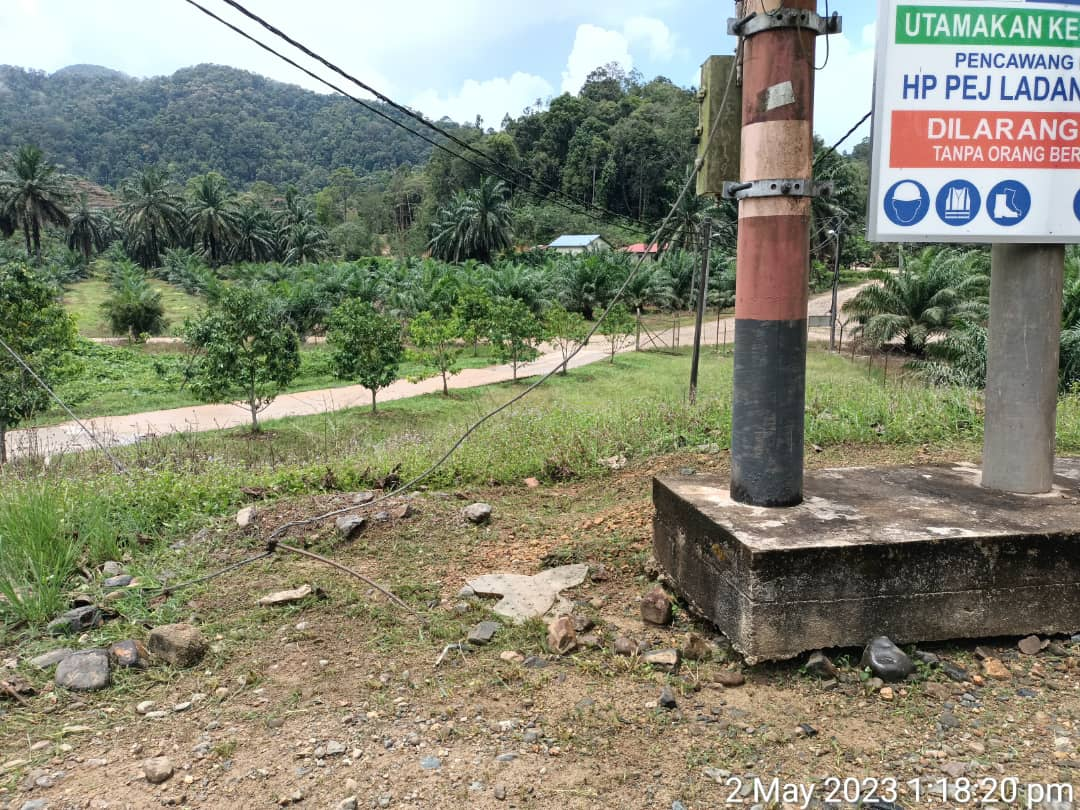 UTAMAKAN KE
PENCAWANG
HP PEJ LADAN
DILARANG
TANPA ORANG BER
2 May 2023 1:18:20 pm